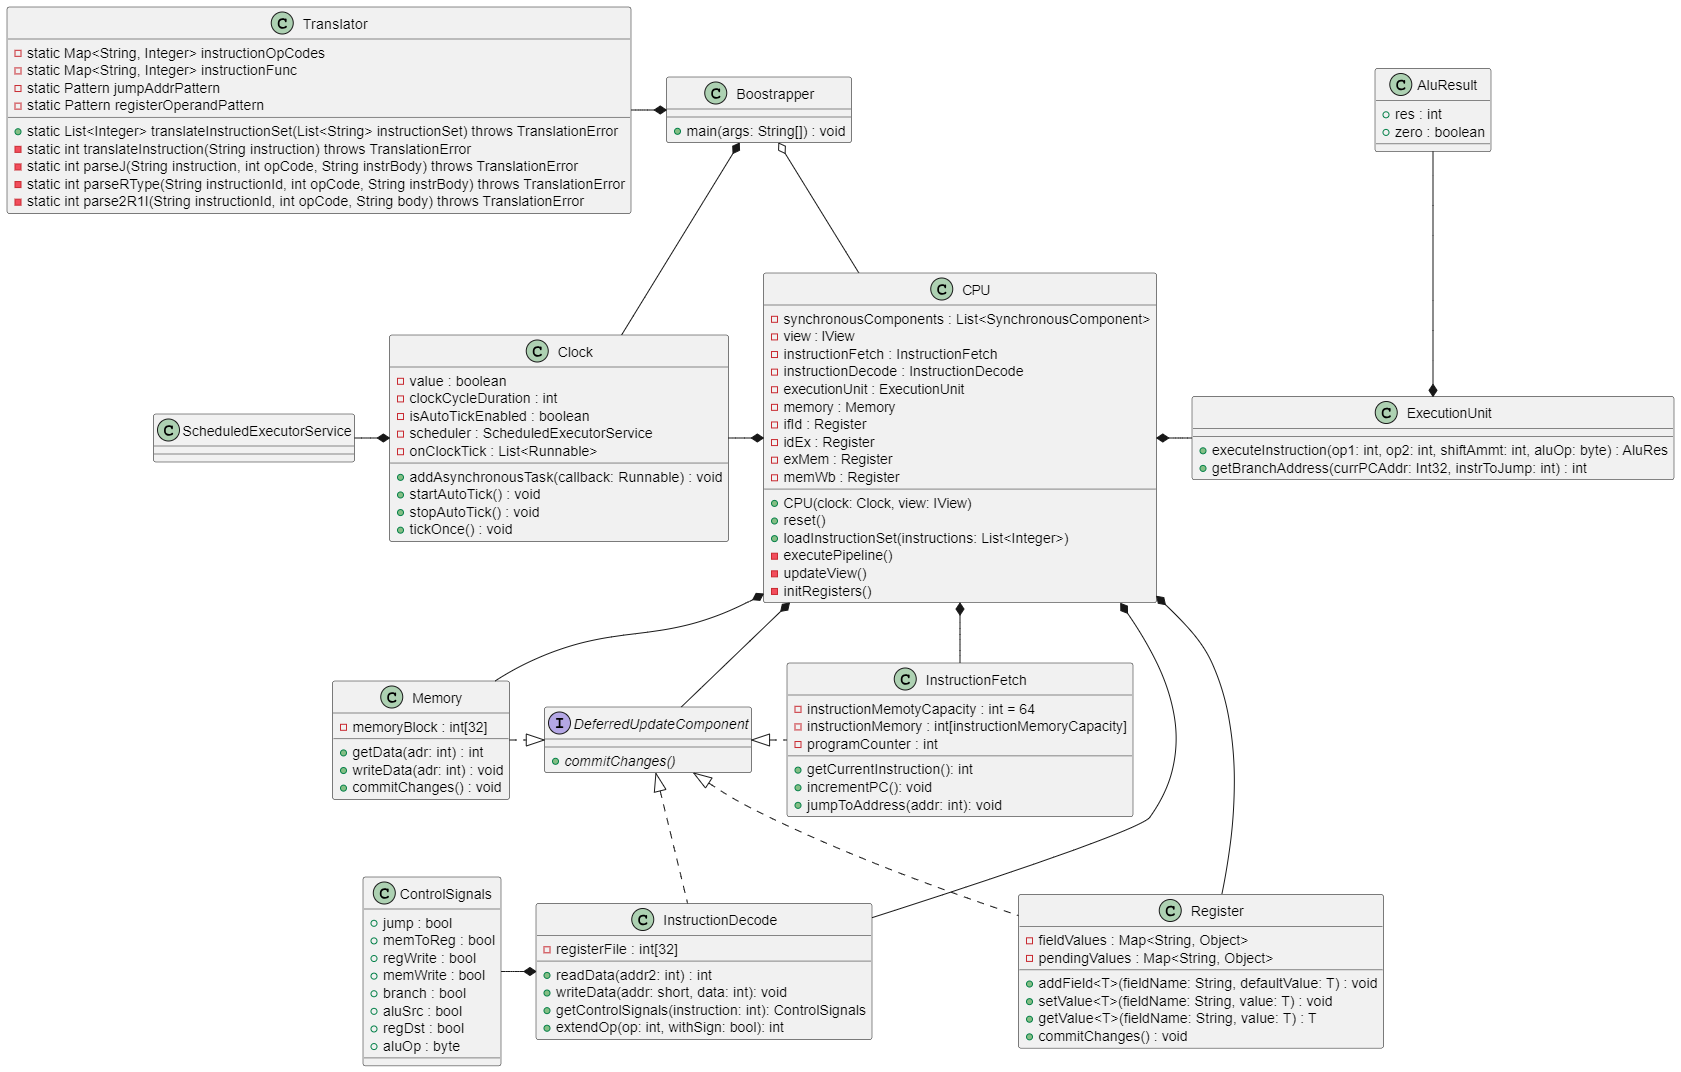 C Translator
static Map<String, Integer> instructionOpCodes
static Map<String, Integer> instructionFunc
static Pattern jumpAddrPattern
static Pattern registerOperandPattern
static List<Integer> translateInstructionSet(List<String> instructionSet) throws TranslationError
static int translateInstruction(String instruction) throws TranslationError
static int parseJ(String instruction, int opCode, String instrBody) throws TranslationError
static int parseRType(String instructionId, int opCode, String instrBody) throws TranslationError
static int parse2R1I(String instructionId, int opCode, String body) throws TranslationError
C Boostrapper
main(args: String[]) : void
C AluResult
res : int
zero : boolean
C CPU
synchronousComponents : List<SynchronousComponent>
view : IView
instructionFetch : InstructionFetch
instructionDecode : InstructionDecode
executionUnit : ExecutionUnit
memory : Memory
ifId : Register
idEx : Register
exMem : Register
memWb : Register
CPU(clock: Clock, view: IView)
reset()
loadInstructionSet(instructions: List<Integer>)
executePipeline()
updateView()
initRegisters()
C Clock
value : boolean
clockCycleDuration : int
isAutoTickEnabled : boolean
scheduler : ScheduledExecutorService
onClockTick : List<Runnable>
addAsynchronousTask(callback: Runnable) : void
startAutoTick() : void
stopAutoTick() : void
tickOnce() : void
C ScheduledExecutorService
C ExecutionUnit
executeInstruction(op1: int, op2: int, shiftAmmt: int, aluOp: byte) : AluRes
getBranchAddress(currPCAddr: Int32, instrToJump: int) : int
C Memory
memoryBlock : int[32]
getData(adr: int) : int
writeData(adr: int) : void
commitChanges() : void
I DeferredUpdateComponent
commitChanges()
C InstructionFetch
instructionMemotyCapacity : int = 64
instructionMemory : int[instructionMemoryCapacity]
programCounter : int
getCurrentInstruction(): int
incrementPC(): void
jumpToAddress(addr: int): void
C ControlSignals
jump : bool
memToReg : bool
regWrite : bool
memWrite : bool
branch : bool
aluSrc : bool
regDst : bool
aluOp : byte
C InstructionDecode
registerFile : int[32]
readData(addr2: int) : int
writeData(addr: short, data: int): void
getControlSignals(instruction: int): ControlSignals
extendOp(op: int, withSign: bool): int
C Register
fieldValues : Map<String, Object>
pendingValues : Map<String, Object>
addField<T>(fieldName: String, defaultValue: T) : void
setValue<T>(fieldName: String, value: T) : void
getValue<T>(fieldName: String, value: T) : T
commitChanges() : void